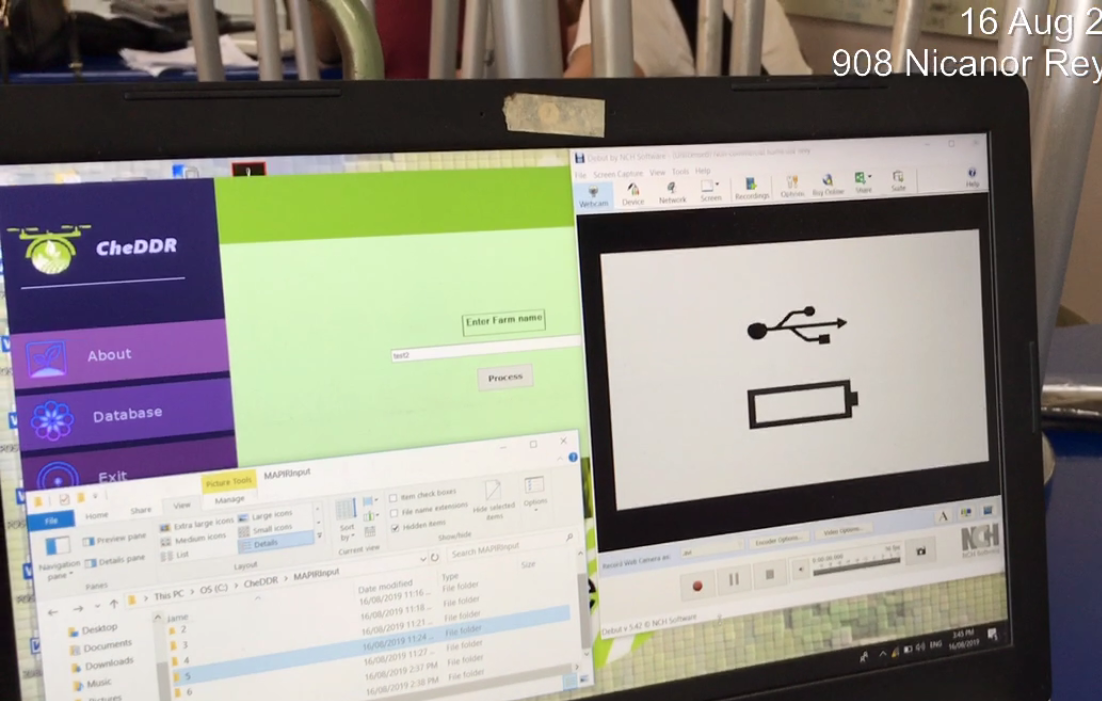 16 Aug 2
908 Nicanor Rey
Debut by NCH Software
File Screen Capture View Tools Help
Webcam Device Network Screen Recordings Options Buy Online Share Suite Help
CheDDR
About
Database
Exit
Enter Farm name
test2
Process
Picture Tools MAPIRInput
File Home Share View Manage
Navigation pane
Preview pane
Details pane
Panes
Extra large icons Large icons
Medium icons Small icons
List Details
Layout
Sort by
Current view
Item check boxes
File name extensions
Hidden items
Hide selected items
Show/hide
Options
This PC > OS (C:) > CheDDR > MAPIRInput
Search MAPIRInput
Desktop
Documents
Downloads
Music
Pictures
Date modified Type Size
2 16/08/2019 11:16 ... File folder
3 16/08/2019 11:18 ... File folder
4 16/08/2019 11:21 ... File folder
5 16/08/2019 11:24 ... File folder
6 16/08/2019 11:27 ... File folder
16/08/2019 2:37 PM File folder
16/08/2019 2:38 PM File folder
Record Web Camera as: .avi Encoder Options... Video Options...
NCH
NCH Software
Debut v 5.42 © NCH Software
ENG
3:45 PM
16/08/2019